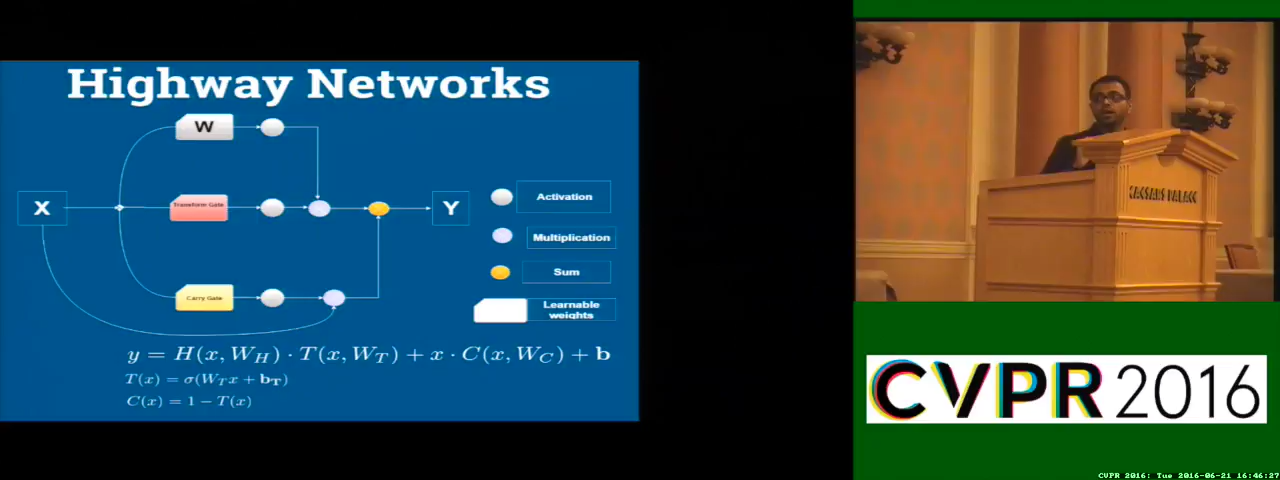 Highway Networks
W
X
Transform Gate
Y
Carry Gate
Activation
Multiplication
Sum
Learnable
weights
y = H(x, W_H) · T(x, W_T) + x · C(x, W_C) + b
T(x) = σ(W_T x + b_T)
C(x) = 1 − T(x)
CAESARS PALACE
CVPR 2016
CVPR 2016: Tue 2016-06-21 16:46:27